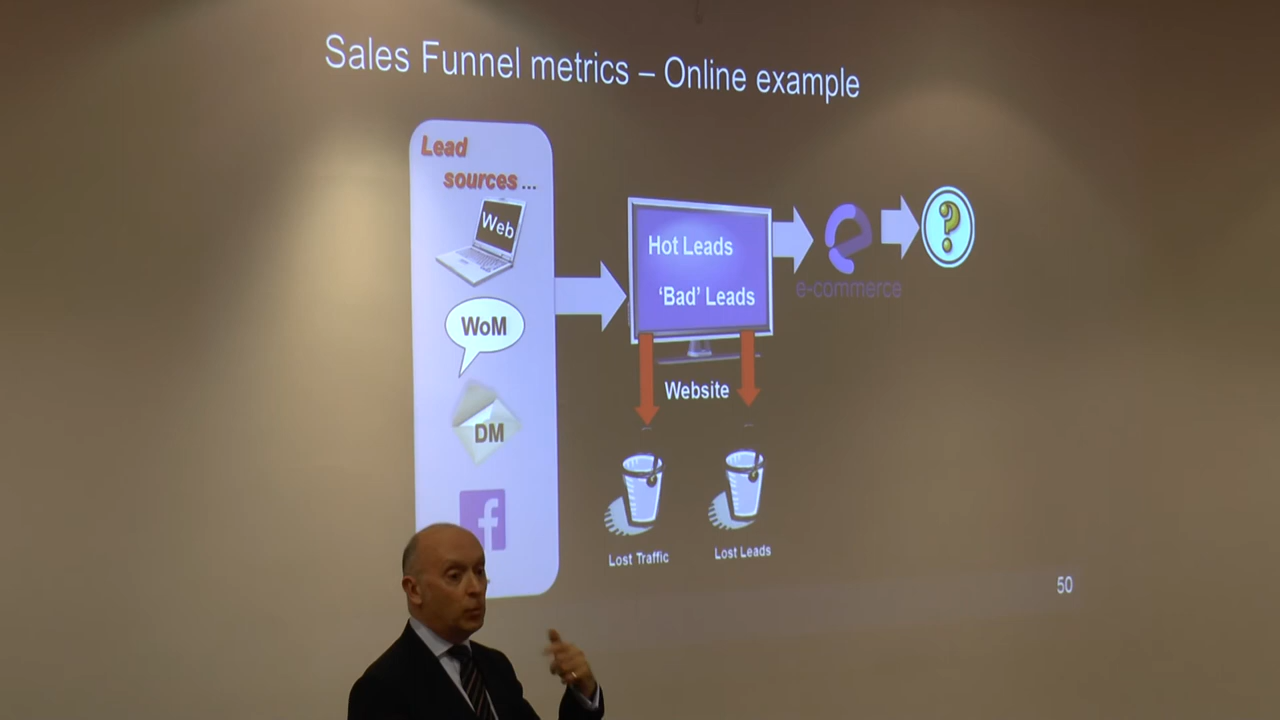 Sales Funnel metrics – Online example
Lead
sources ...
Web
WoM
DM
f
Hot Leads
‘Bad’ Leads
Website
e-commerce
?
Lost Traffic
Lost Leads
50